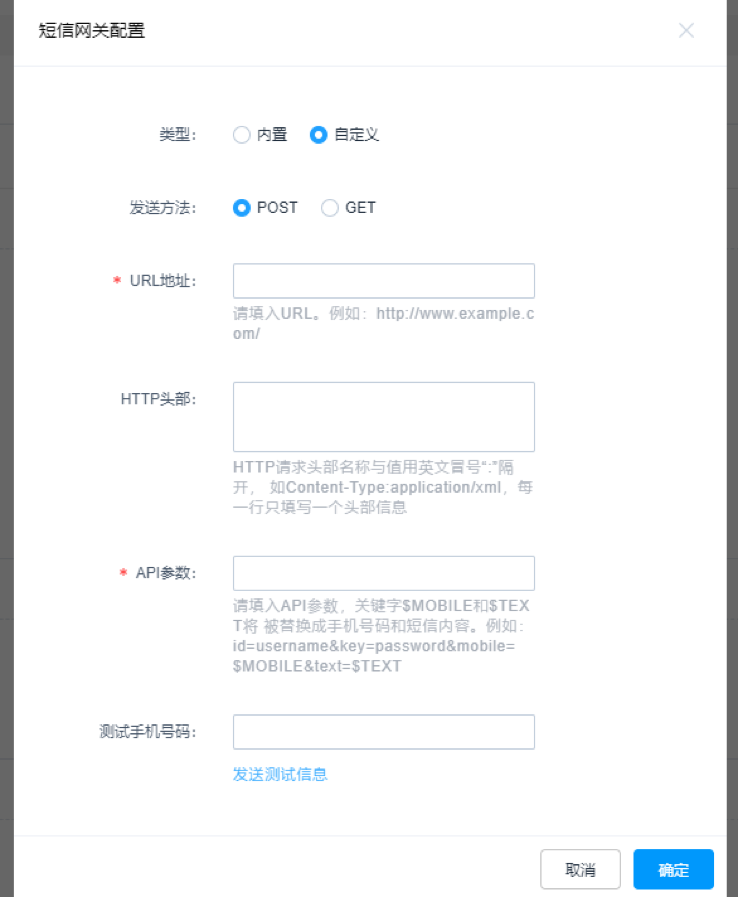 短信网关配置
类型： 内置 自定义
发送方法： POST GET
* URL地址：
请填入URL。例如：http://www.example.c
om/
HTTP头部：
HTTP请求头部名称与值用英文冒号“:”隔
开， 如Content-Type:application/xml，每
一行只填写一个头部信息
* API参数：
请填入API参数，关键字$MOBILE和$TEX
T将 被替换成手机号码和短信内容。例如：
id=username&key=password&mobile=
$MOBILE&text=$TEXT
测试手机号码：
发送测试信息
取消 确定